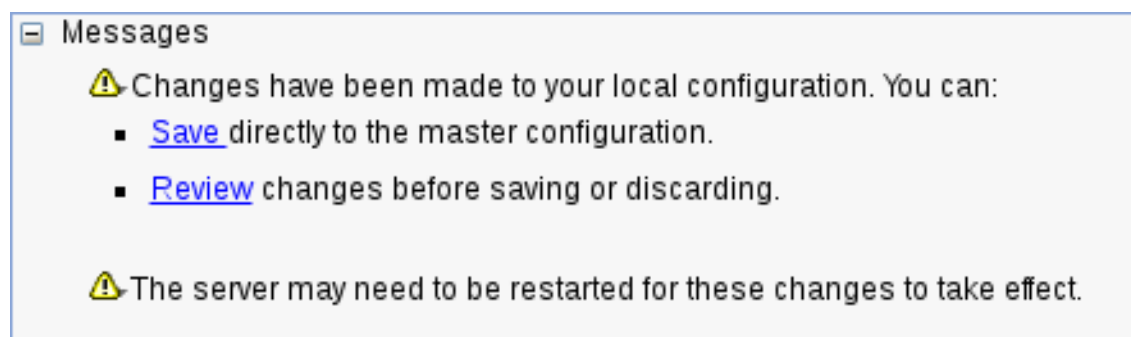 Messages
Changes have been made to your local configuration. You can:
Save directly to the master configuration.
Review changes before saving or discarding.
The server may need to be restarted for these changes to take effect.